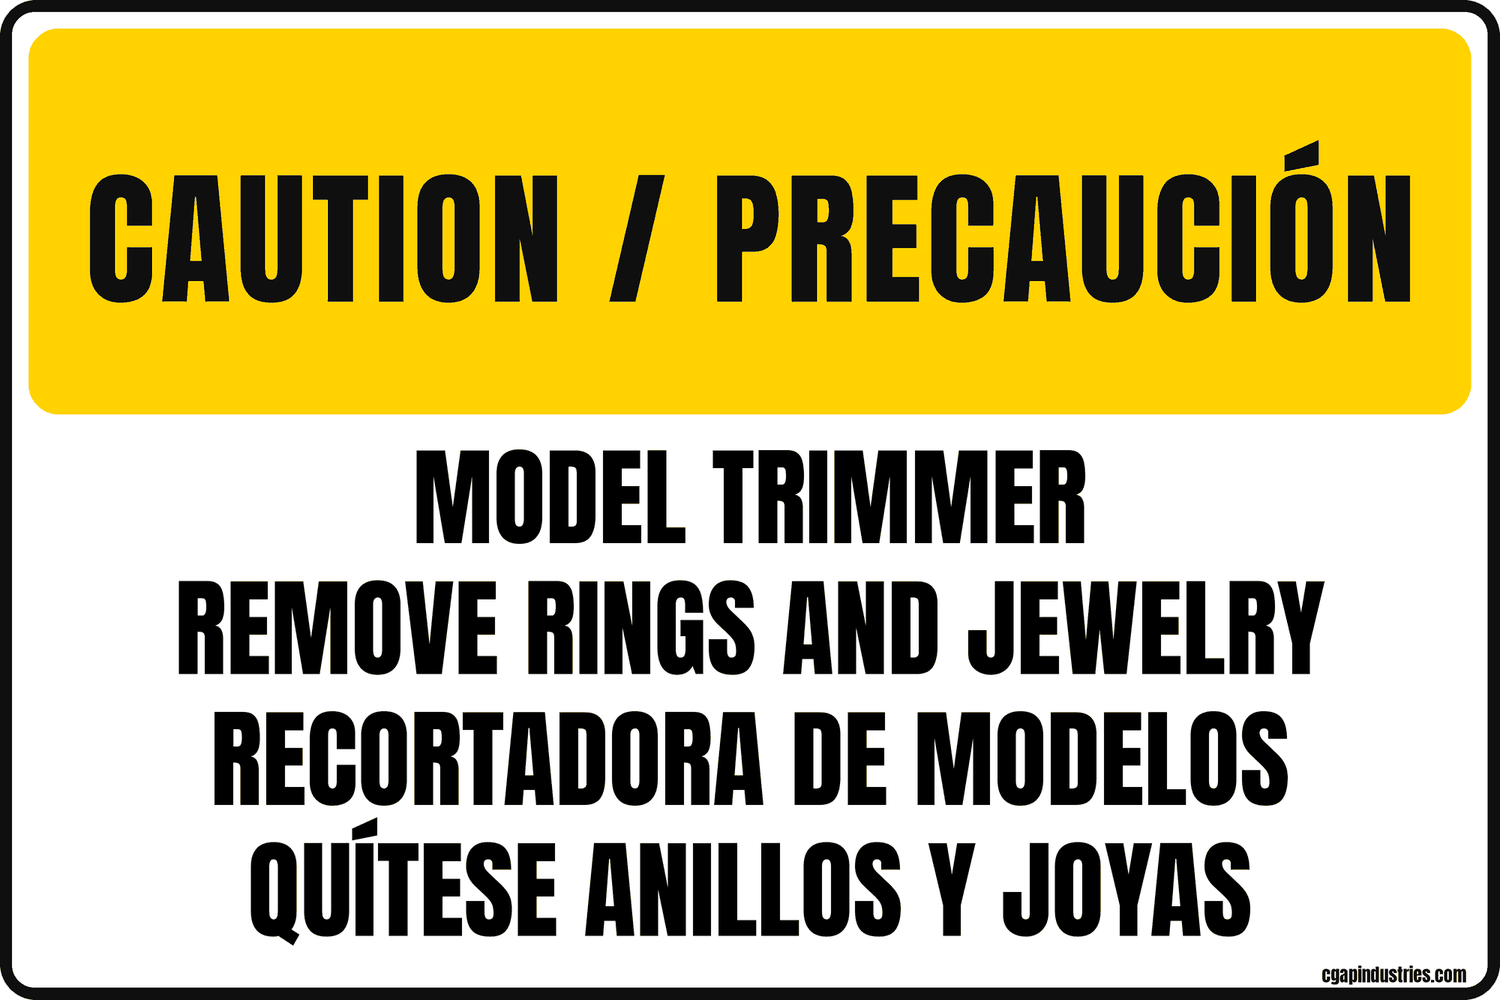 CAUTION / PRECAUCIÓN
MODEL TRIMMER
REMOVE RINGS AND JEWELRY
RECORTADORA DE MODELOS
QUÍTESE ANILLOS Y JOYAS
cgapindustries.com